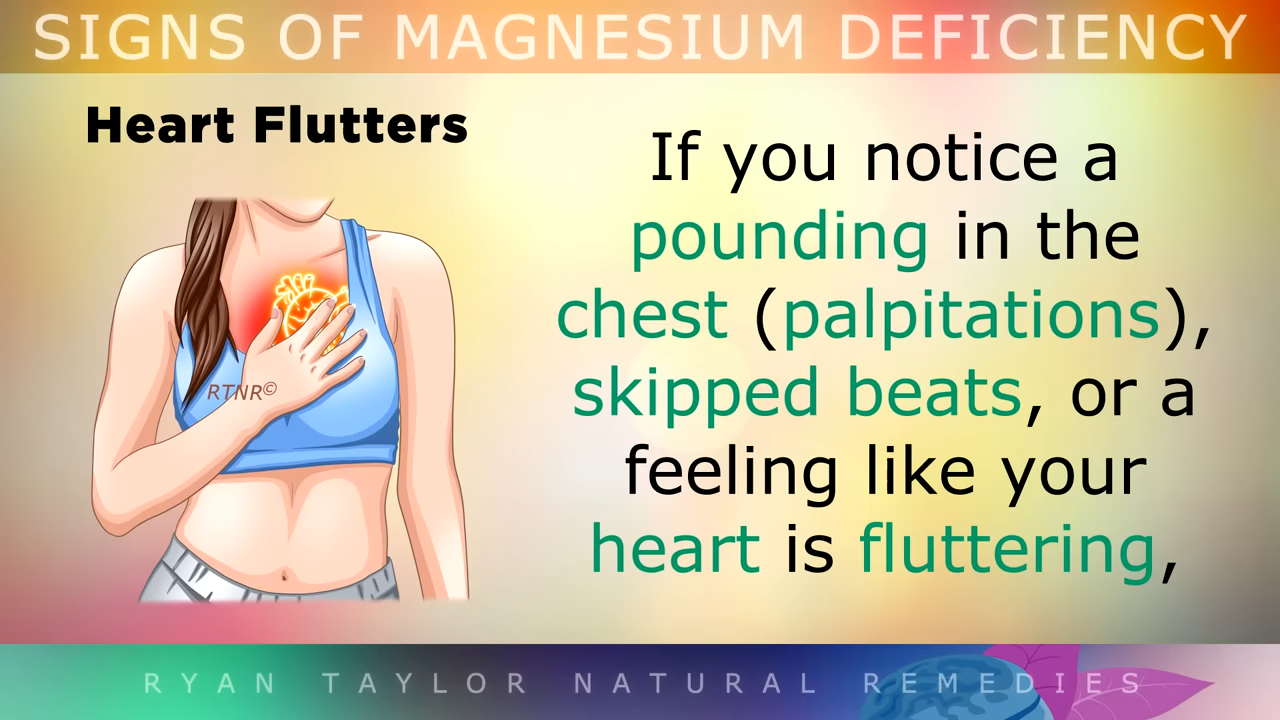 SIGNS OF MAGNESIUM DEFICIENCY
Heart Flutters
If you notice a
pounding in the
chest (palpitations),
skipped beats, or a
feeling like your
heart is fluttering,
RTNR©
RYAN TAYLOR NATURAL REMEDIES